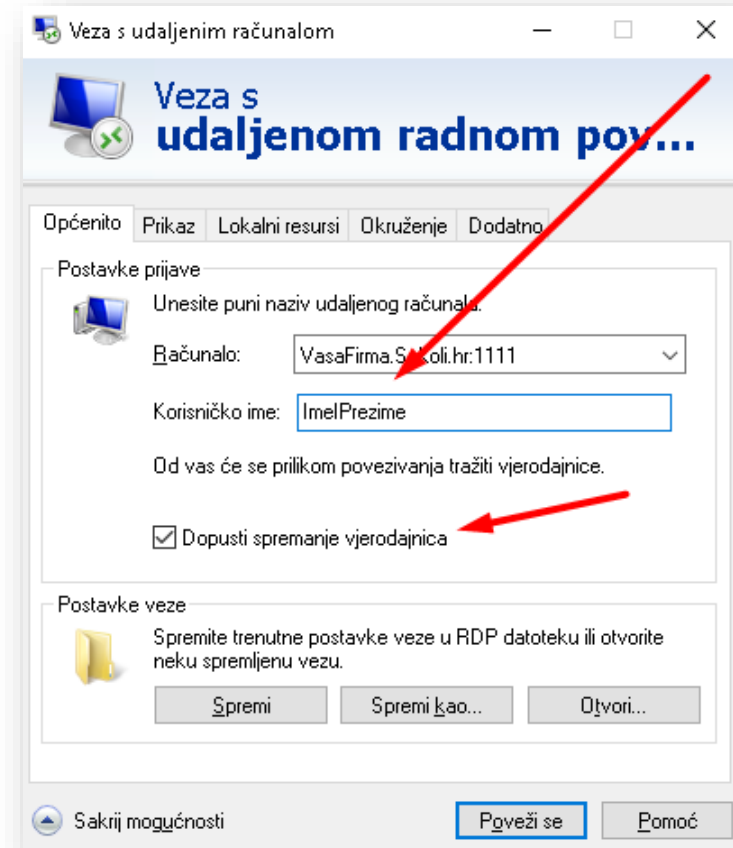 Veza s udaljenim računalom
Veza s
udaljenom radnom pov...
Općenito Prikaz Lokalni resursi Okruženje Dodatno
Postavke prijave
Unesite puni naziv udaljenog računala.
Računalo: :1111
Korisničko ime: ImeIPrezime
Od vas će se prilikom povezivanja tražiti vjerodajnice.
Dopusti spremanje vjerodajnica
Postavke veze
Spremite trenutne postavke veze u RDP datoteku ili otvorite
neku spremljenu vezu.
Spremi Spremi kao... Otvori...
Sakrij mogućnosti Poveži se Pomoć